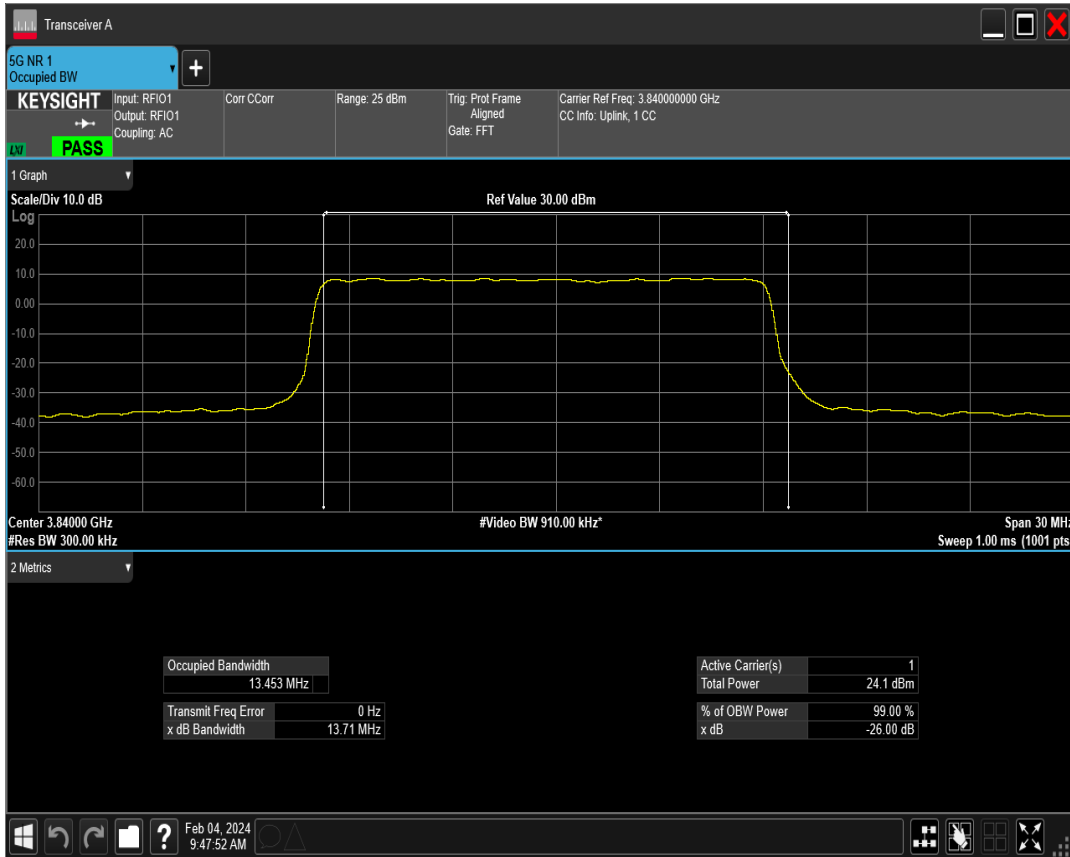 Transceiver A
5G NR 1
Occupied BW
KEYSIGHT
Input: RFIO1
Output: RFIO1
Coupling: AC
Corr CCorr
Range: 25 dBm
Trig: Prot Frame
Aligned
Gate: FFT
Carrier Ref Freq: 3.840000000 GHz
CC Info: Uplink, 1 CC
LXI
PASS
1 Graph
Scale/Div 10.0 dB
Ref Value 30.00 dBm
Log
20.0
10.0
0.00
-10.0
-20.0
-30.0
-40.0
-50.0
-60.0
Center 3.84000 GHz
#Video BW 910.00 kHz*
Span 30 MHz
#Res BW 300.00 kHz
Sweep 1.00 ms (1001 pts
2 Metrics
Occupied Bandwidth
13.453 MHz
Transmit Freq Error 0 Hz
x dB Bandwidth 13.71 MHz
Active Carrier(s) 1
Total Power 24.1 dBm
% of OBW Power 99.00 %
x dB -26.00 dB
Feb 04, 2024
9:47:52 AM